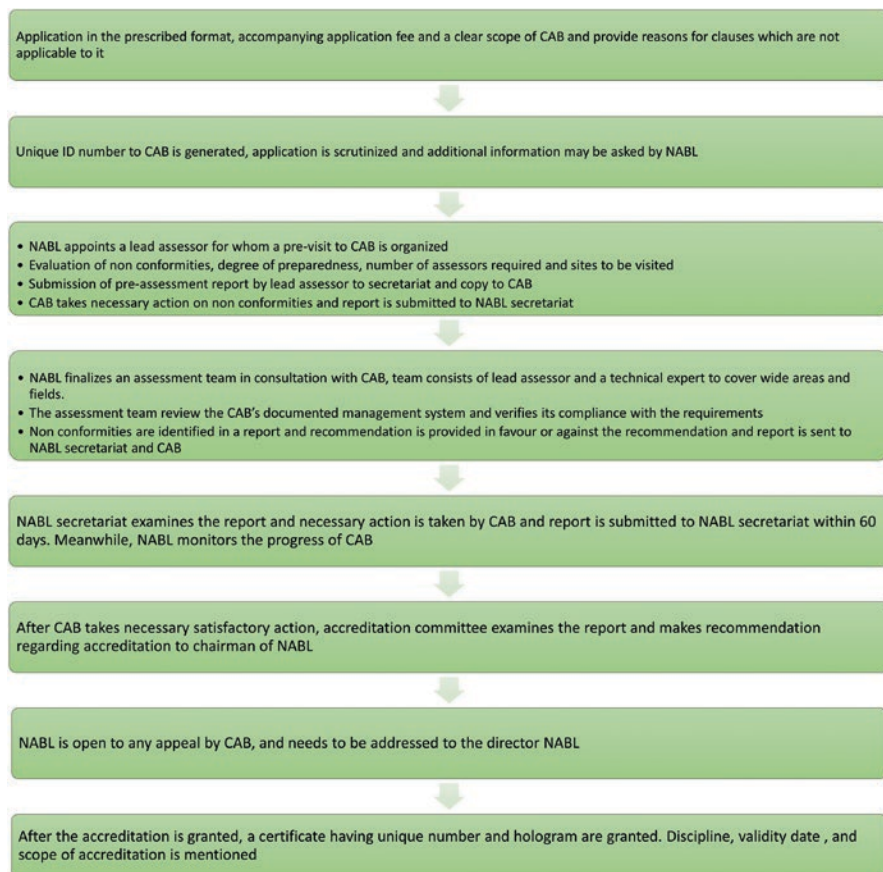 Application in the prescribed format, accompanying application fee and a clear scope of CAB and provide reasons for clauses which are not
applicable to it
Unique ID number to CAB is generated, application is scrutinized and additional information may be asked by NABL
• NABL appoints a lead assessor for whom a pre-visit to CAB is organized
• Evaluation of non conformities, degree of preparedness, number of assessors required and sites to be visited
• Submission of pre-assessment report by lead assessor to secretariat and copy to CAB
• CAB takes necessary action on non conformities and report is submitted to NABL secretariat
• NABL finalizes an assessment team in consultation with CAB, team consists of lead assessor and a technical expert to cover wide areas and
fields.
• The assessment team review the CAB's documented management system and verifies its compliance with the requirements
• Non conformities are identified in a report and recommendation is provided in favour or against the recommendation and report is sent to
NABL secretariat and CAB
NABL secretariat examines the report and necessary action is taken by CAB and report is submitted to NABL secretariat within 60
days. Meanwhile, NABL monitors the progress of CAB
After CAB takes necessary satisfactory action, accreditation committee examines the report and makes recommendation
regarding accreditation to chairman of NABL
NABL is open to any appeal by CAB, and needs to be addressed to the director NABL
After the accreditation is granted, a certificate having unique number and hologram are granted. Discipline, validity date , and
scope of accreditation is mentioned